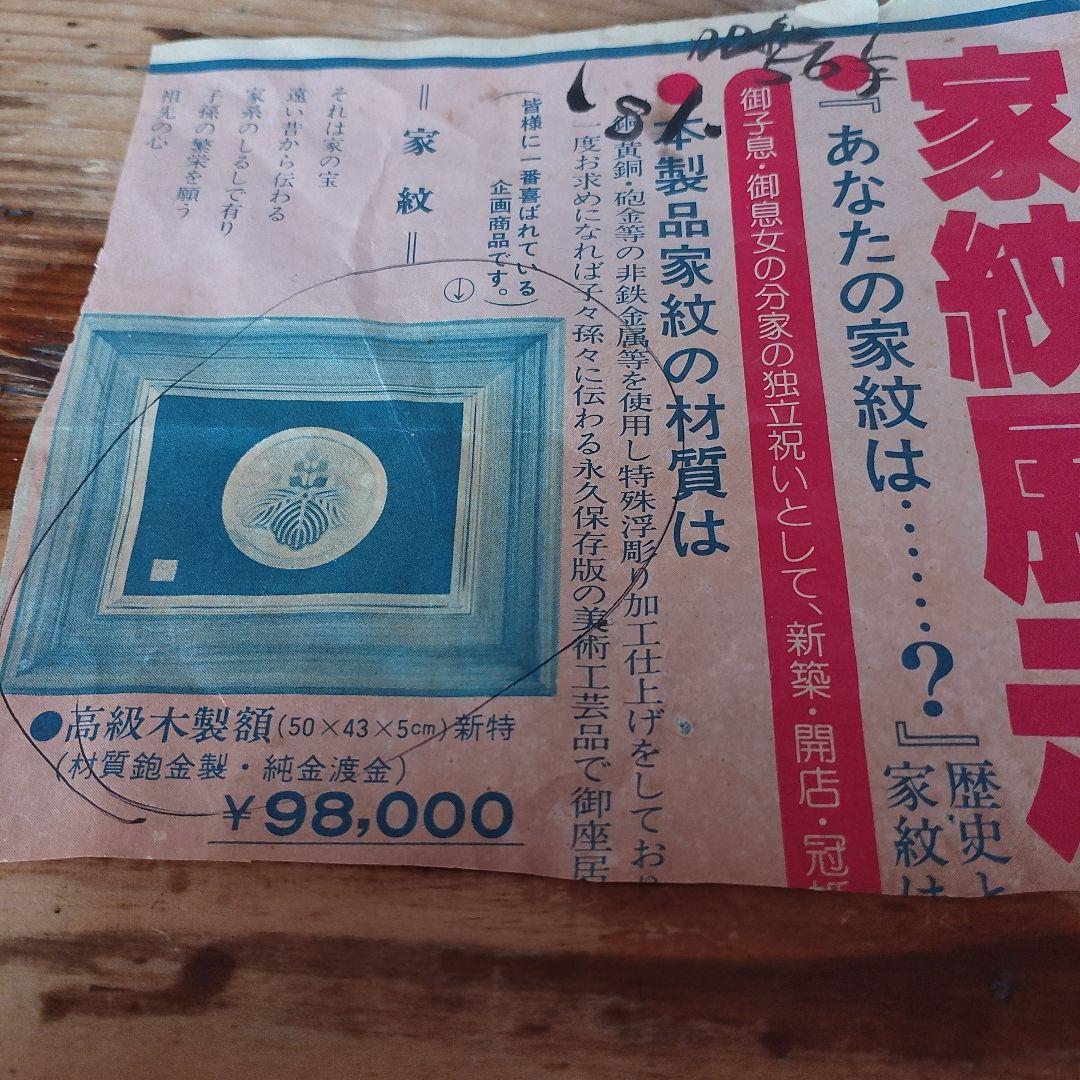 昭和56年
1981.
家紋展示
『あなたの家紋は……?』
歴史と
家紋は
御子息・御息女の分家の独立祝いとして、新築・開店・冠婚
本製品家紋の材質は
銅、黄銅・砲金等の非鉄金属等を使用し特殊浮彫り加工仕上げをしており
一度お求めになれば子々孫々に伝わる永久保存版の美術工芸品で御座居
(皆様に一番喜ばれている
企画商品です。)
=家紋=
それは家の宝
遠い昔から伝わる
家系のしるしで有り
子孫の繁栄を願う
祖先の心
●高級木製額(50×43×5cm)新特
(材質鉋金製・純金渡金)
¥98,000